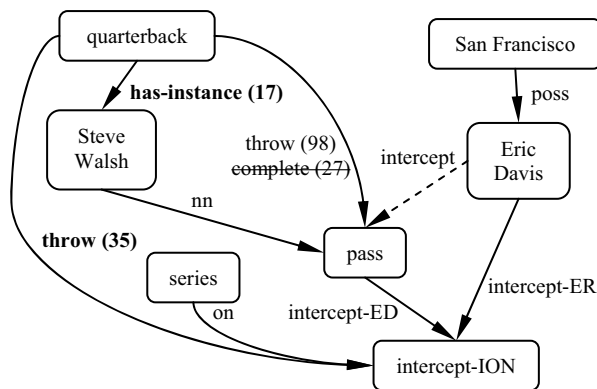 quarterback
San Francisco
has-instance (17)
poss
Steve
Walsh
throw (98)
complete (27)
intercept
Eric
Davis
nn
throw (35)
pass
series
on
intercept-ED
intercept-ER
intercept-ION